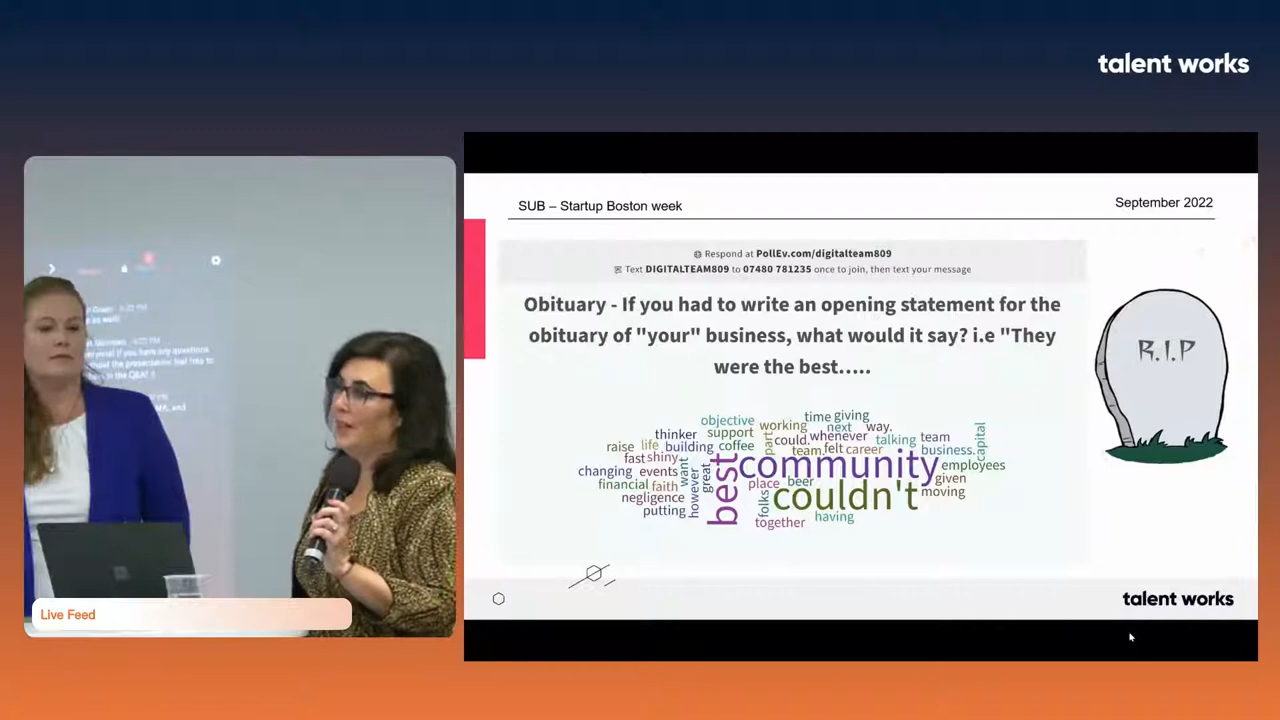 talent works
SUB – Startup Boston week
September 2022
Respond at PollEv.com/digitalteam809
Text DIGITALTEAM809 to 07480 781235 once to join, then text your message
Obituary - If you had to write an opening statement for the
obituary of "your" business, what would it say? i.e "They
were the best.....
R.I.P
objective
working
time
giving
thinker
support
part
could.
next
whenever
way.
talking
team
capital
raise
life
building
coffee
team.
felt
career
business.
fast
shiny
want
best
community
employees
changing
events
however
great
place
beer
given
financial
faith
folks
couldn't
moving
negligence
putting
together
having
talent works
Live Feed